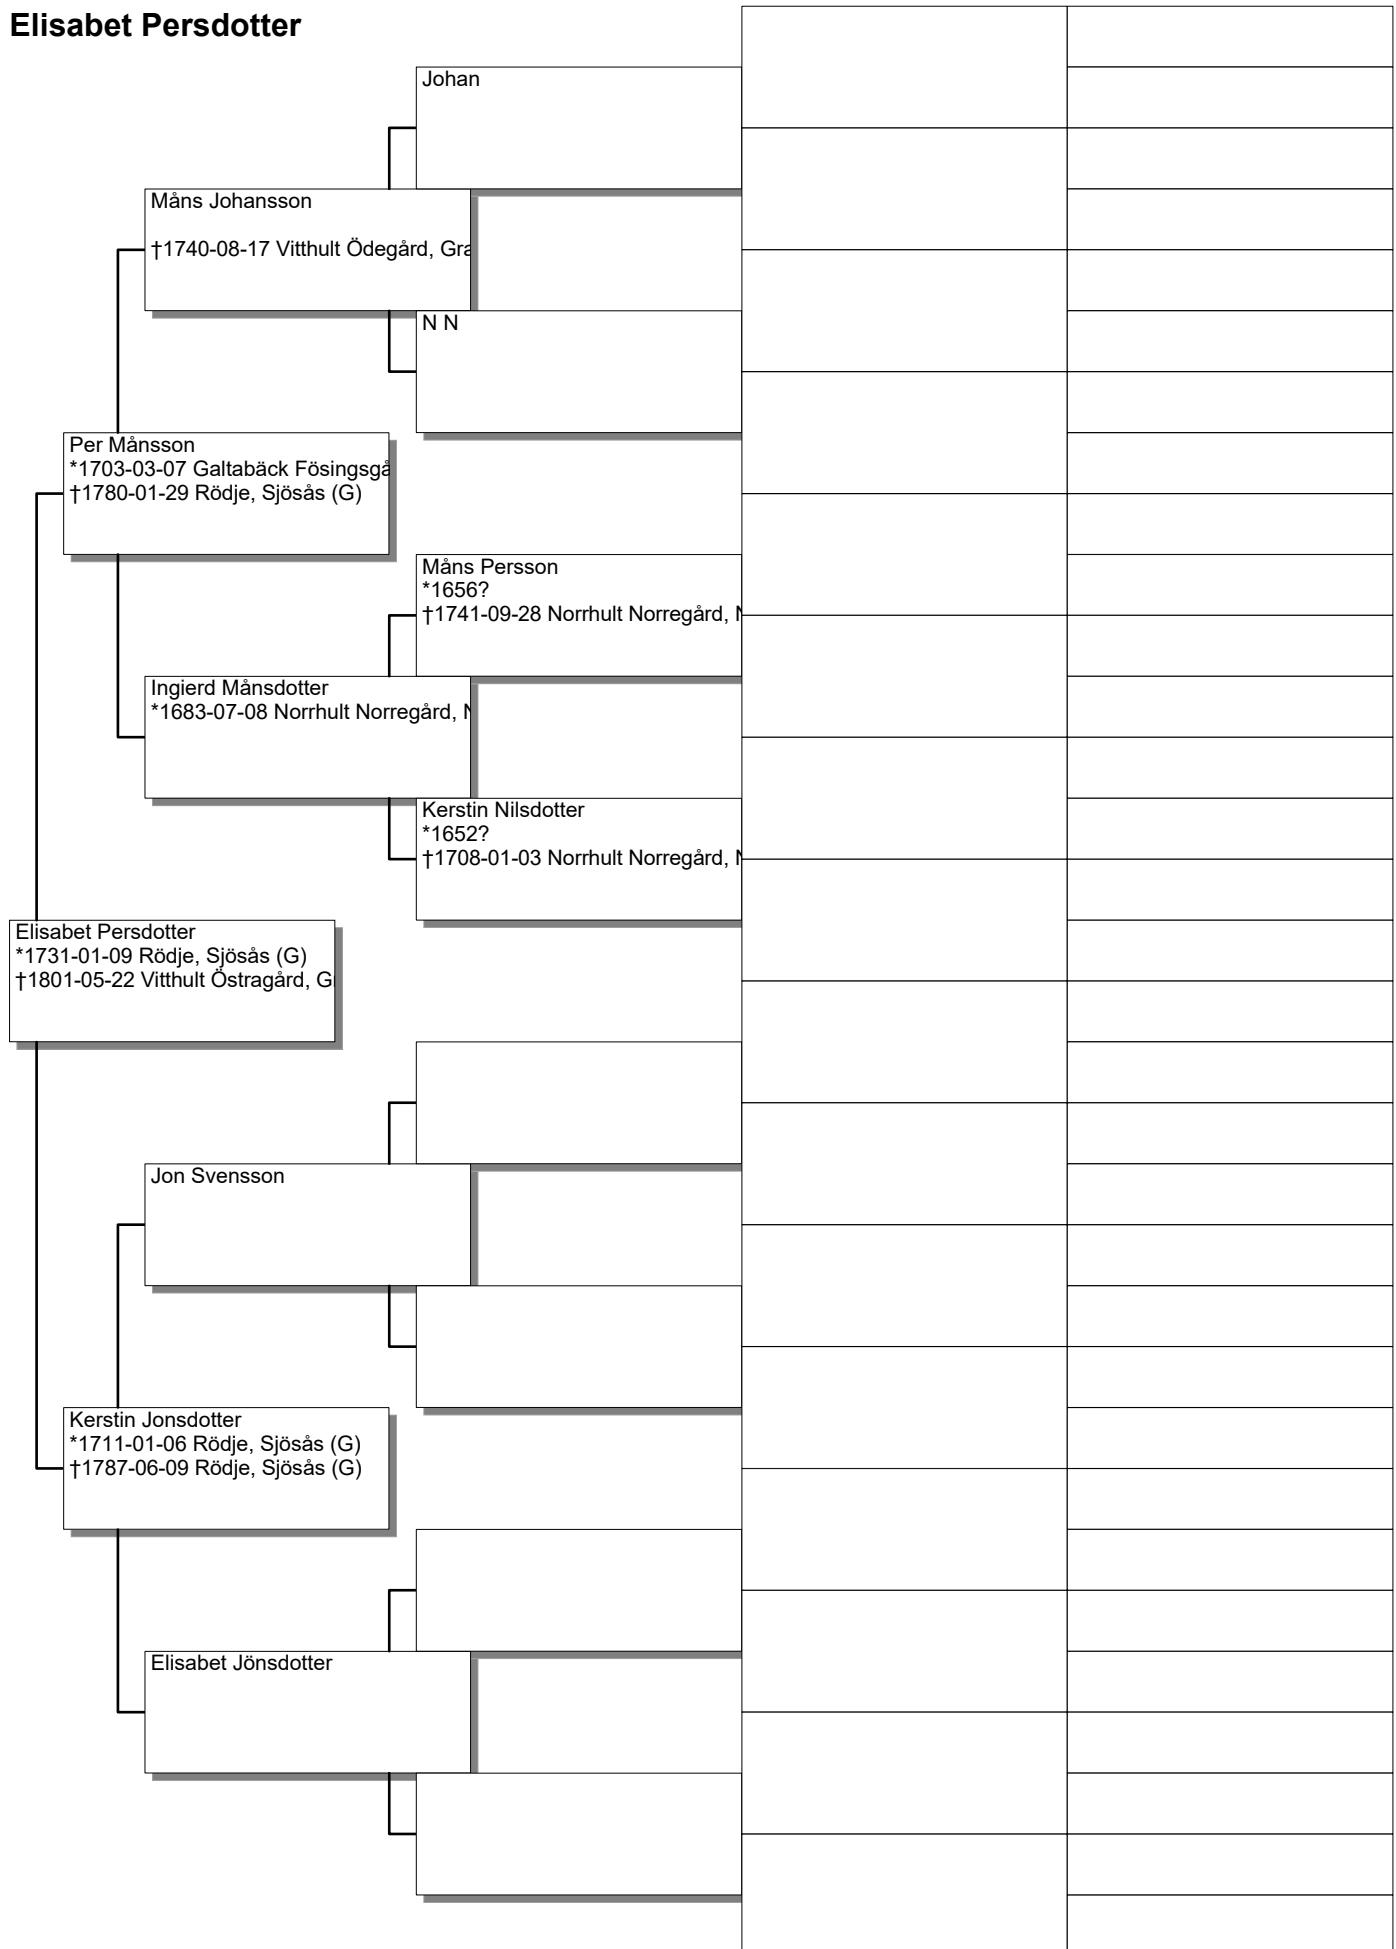 Elisabet Persdotter
Johan
Måns Johansson
†1740-08-17 Vitthult Ödegård, Gra
N N
Per Månsson
*1703-03-07 Galtabäck Fösingsgå
†1780-01-29 Rödje, Sjösås (G)
Måns Persson
*1656?
†1741-09-28 Norrhult Norregård, N
Ingierd Månsdotter
*1683-07-08 Norrhult Norregård, N
Kerstin Nilsdotter
*1652?
†1708-01-03 Norrhult Norregård, N
Elisabet Persdotter
*1731-01-09 Rödje, Sjösås (G)
†1801-05-22 Vitthult Östragård, G
Jon Svensson
Kerstin Jonsdotter
*1711-01-06 Rödje, Sjösås (G)
†1787-06-09 Rödje, Sjösås (G)
Elisabet Jönsdotter